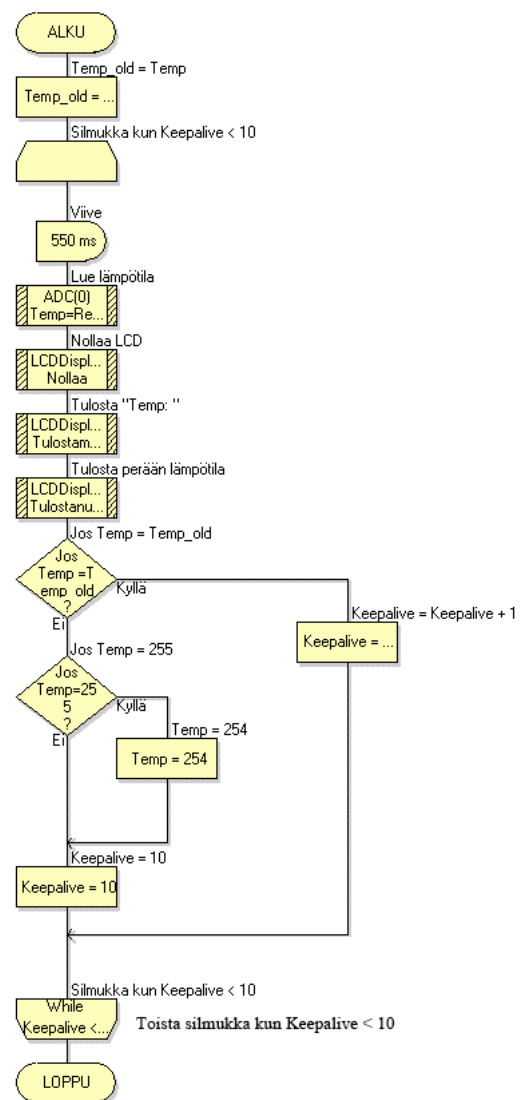 ALKU
Temp_old = Temp
Temp_old = ...
Silmukka kun Keepalive < 10
Viive
550 ms
Lue lämpötila
ADC(0)
Temp=Re...
Nollaa LCD
LCDDispl...
Nollaa
Tulosta "Temp: "
LCDDispl...
Tulostam...
Tulosta perään lämpötila
LCDDispl...
Tulostanu...
Jos Temp = Temp_old
Jos
Temp =T
emp_old
?
Kyllä
Ei
Keepalive = Keepalive + 1
Keepalive = ...
Jos Temp = 255
Jos
Temp=25
5
?
Kyllä
Ei
Temp = 254
Temp = 254
Keepalive = 10
Keepalive = 10
Silmukka kun Keepalive < 10
While
Keepalive <...
Toista silmukka kun Keepalive < 10
LOPPU